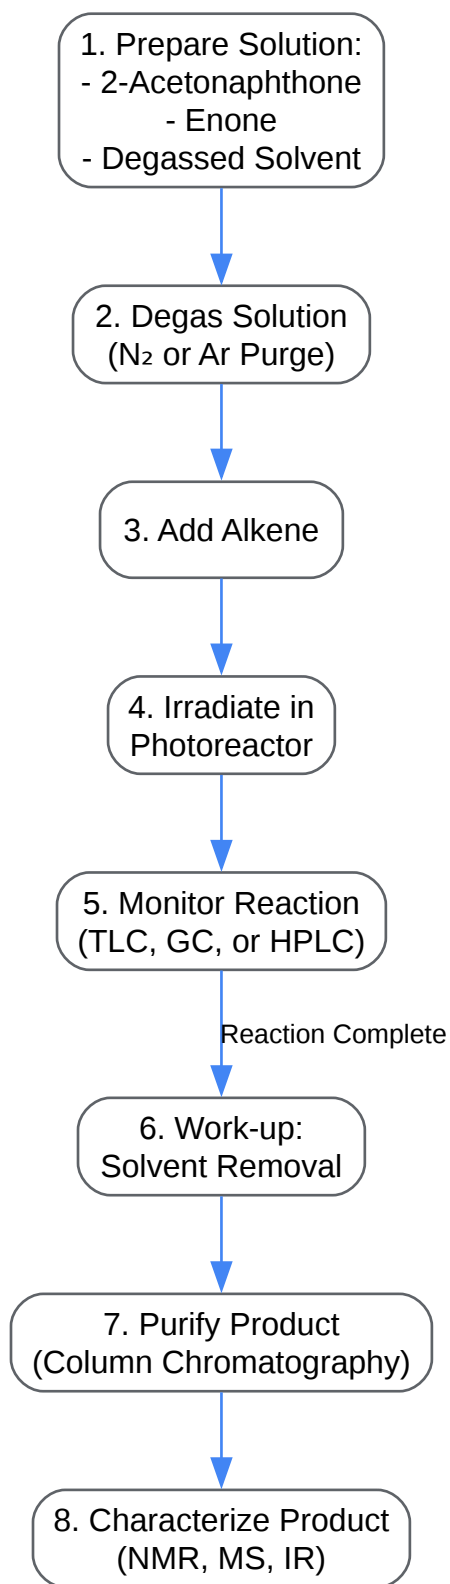 1. Prepare Solution:
- 2-Acetonaphthone
- Enone
- Degassed Solvent
2. Degas Solution
(N₂ or Ar Purge)
3. Add Alkene
4. Irradiate in
Photoreactor
5. Monitor Reaction
(TLC, GC, or HPLC)
Reaction Complete
6. Work-up:
Solvent Removal
7. Purify Product
(Column Chromatography)
8. Characterize Product
(NMR, MS, IR)